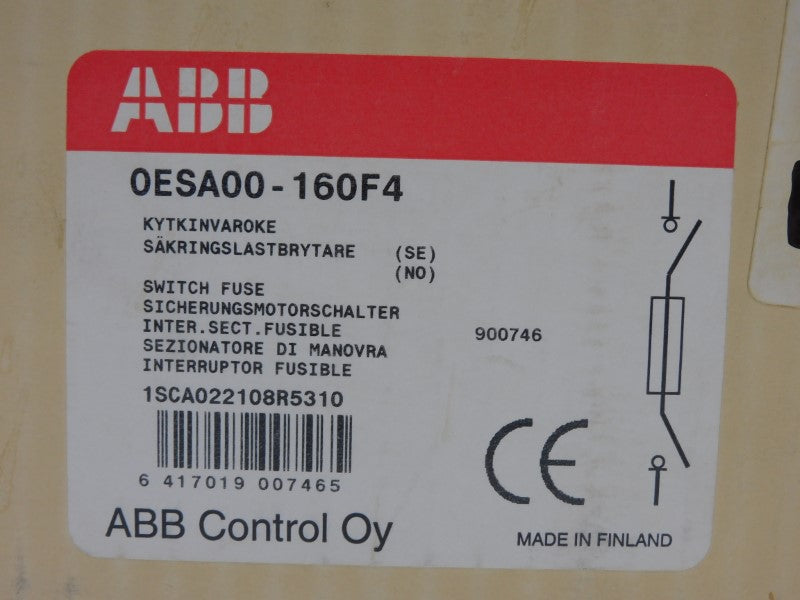 ABB
OESA00-160F4
KYTKINVAROKE
SÄKRINGSLASTBRYTARE (SE)
(NO)
SWITCH FUSE
SICHERUNGSMOTORSCHALTER
INTER.SECT.FUSIBLE
900746
SEZIONATORE DI MANOVRA
INTERRUPTOR FUSIBLE
1SCA022108R5310
6 417019 007465
CE
ABB Control Oy
MADE IN FINLAND